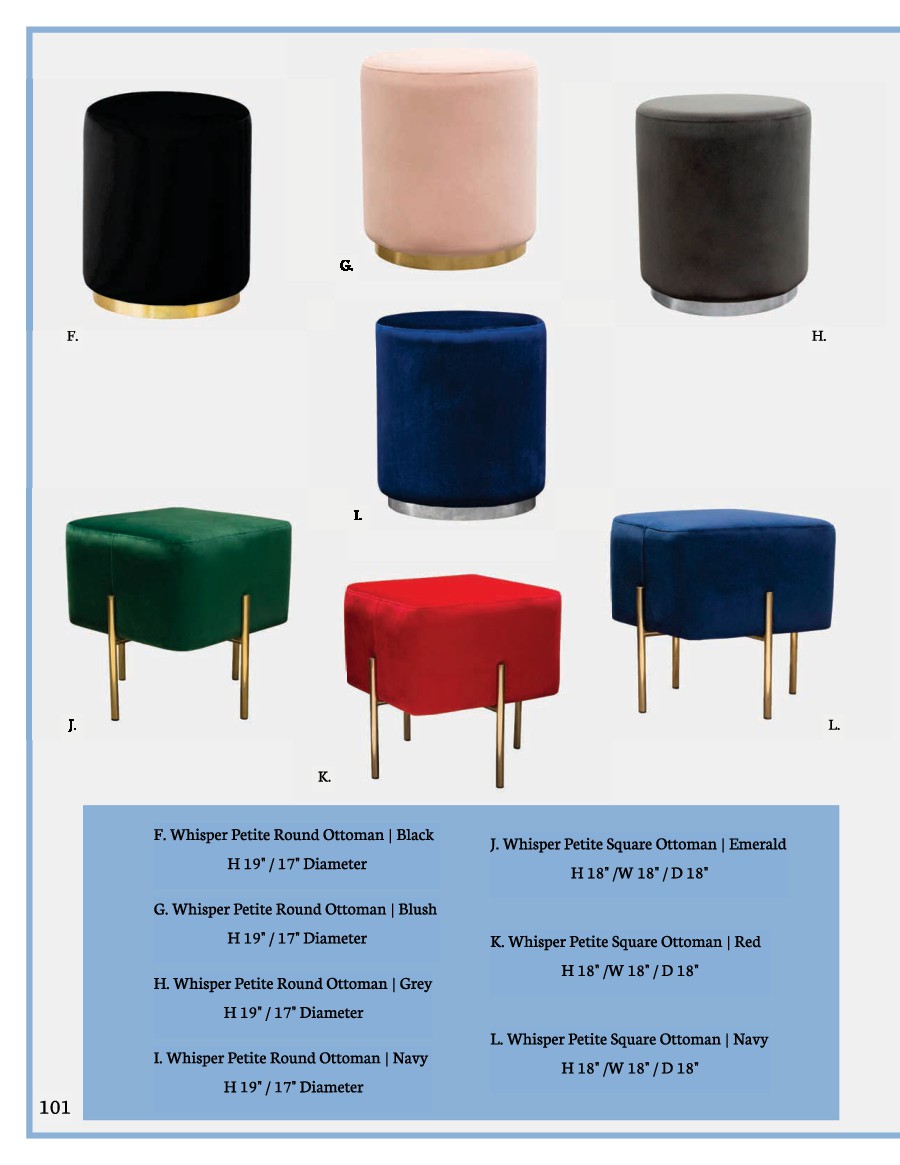 G.
F.
H.
I.
J.
L.
K.
F. Whisper Petite Round Ottoman | Black
H 19" / 17" Diameter
G. Whisper Petite Round Ottoman | Blush
H 19" / 17" Diameter
H. Whisper Petite Round Ottoman | Grey
H 19" / 17" Diameter
I. Whisper Petite Round Ottoman | Navy
H 19" / 17" Diameter
J. Whisper Petite Square Ottoman | Emerald
H 18" /W 18" / D 18"
K. Whisper Petite Square Ottoman | Red
H 18" /W 18" / D 18"
L. Whisper Petite Square Ottoman | Navy
H 18" /W 18" / D 18"
101